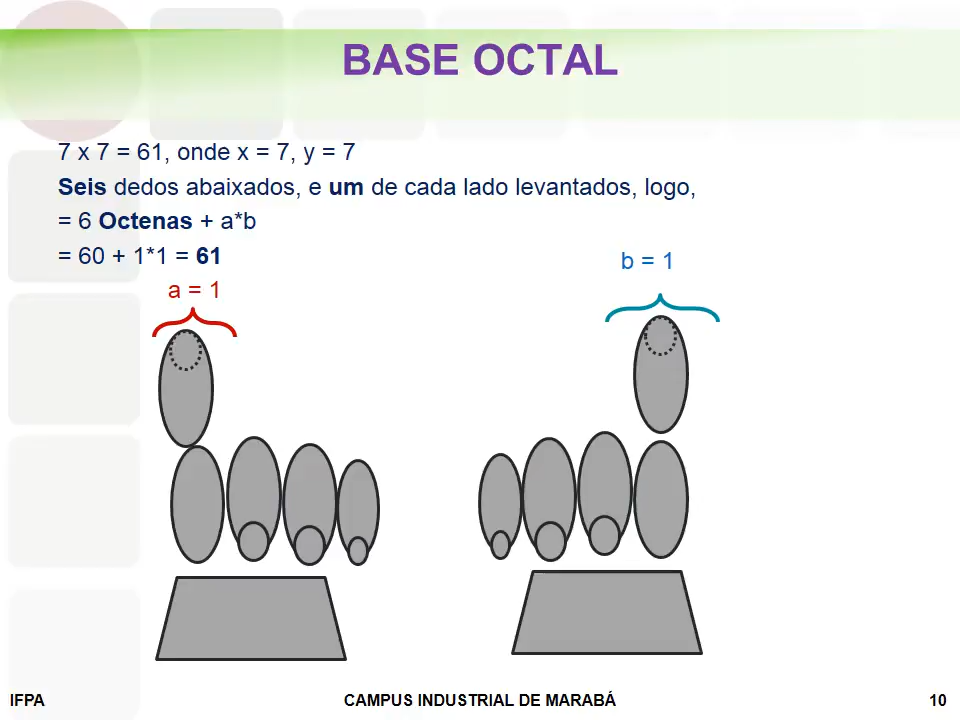 BASE OCTAL
7 x 7 = 61, onde x = 7, y = 7
Seis dedos abaixados, e um de cada lado levantados, logo,
= 6 Octenas + a*b
= 60 + 1*1 = 61
b = 1
a = 1
IFPA
CAMPUS INDUSTRIAL DE MARABÁ
10